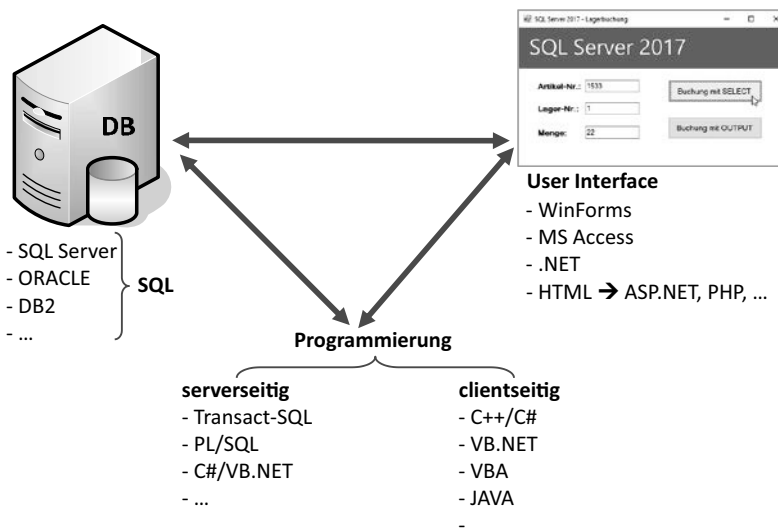 SQL Server 2017 - Lagerbuchung
SQL Server 2017
Artikel-Nr.: 1533
Buchung mit SELECT
Lager-Nr.: 1
Menge: 22
Buchung mit OUTPUT
DB
User Interface
- WinForms
- MS Access
- .NET
- HTML → ASP.NET, PHP, ...
- SQL Server
- ORACLE
- DB2
- ...
SQL
Programmierung
serverseitig
- Transact-SQL
- PL/SQL
- C#/VB.NET
- ...
clientseitig
- C++/C#
- VB.NET
- VBA
- JAVA
-